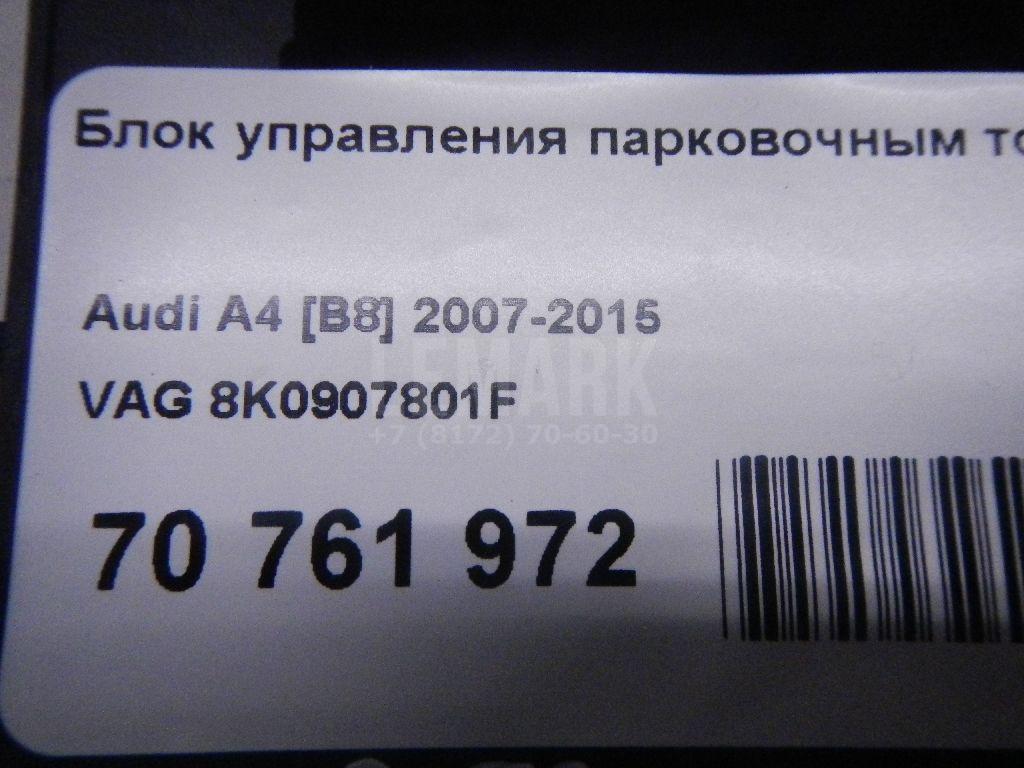 Блок управления парковочным то
Audi A4 [B8] 2007-2015
LEMARK
VAG 8K0907801F
+7 (8172) 70-60-30
70 761 972